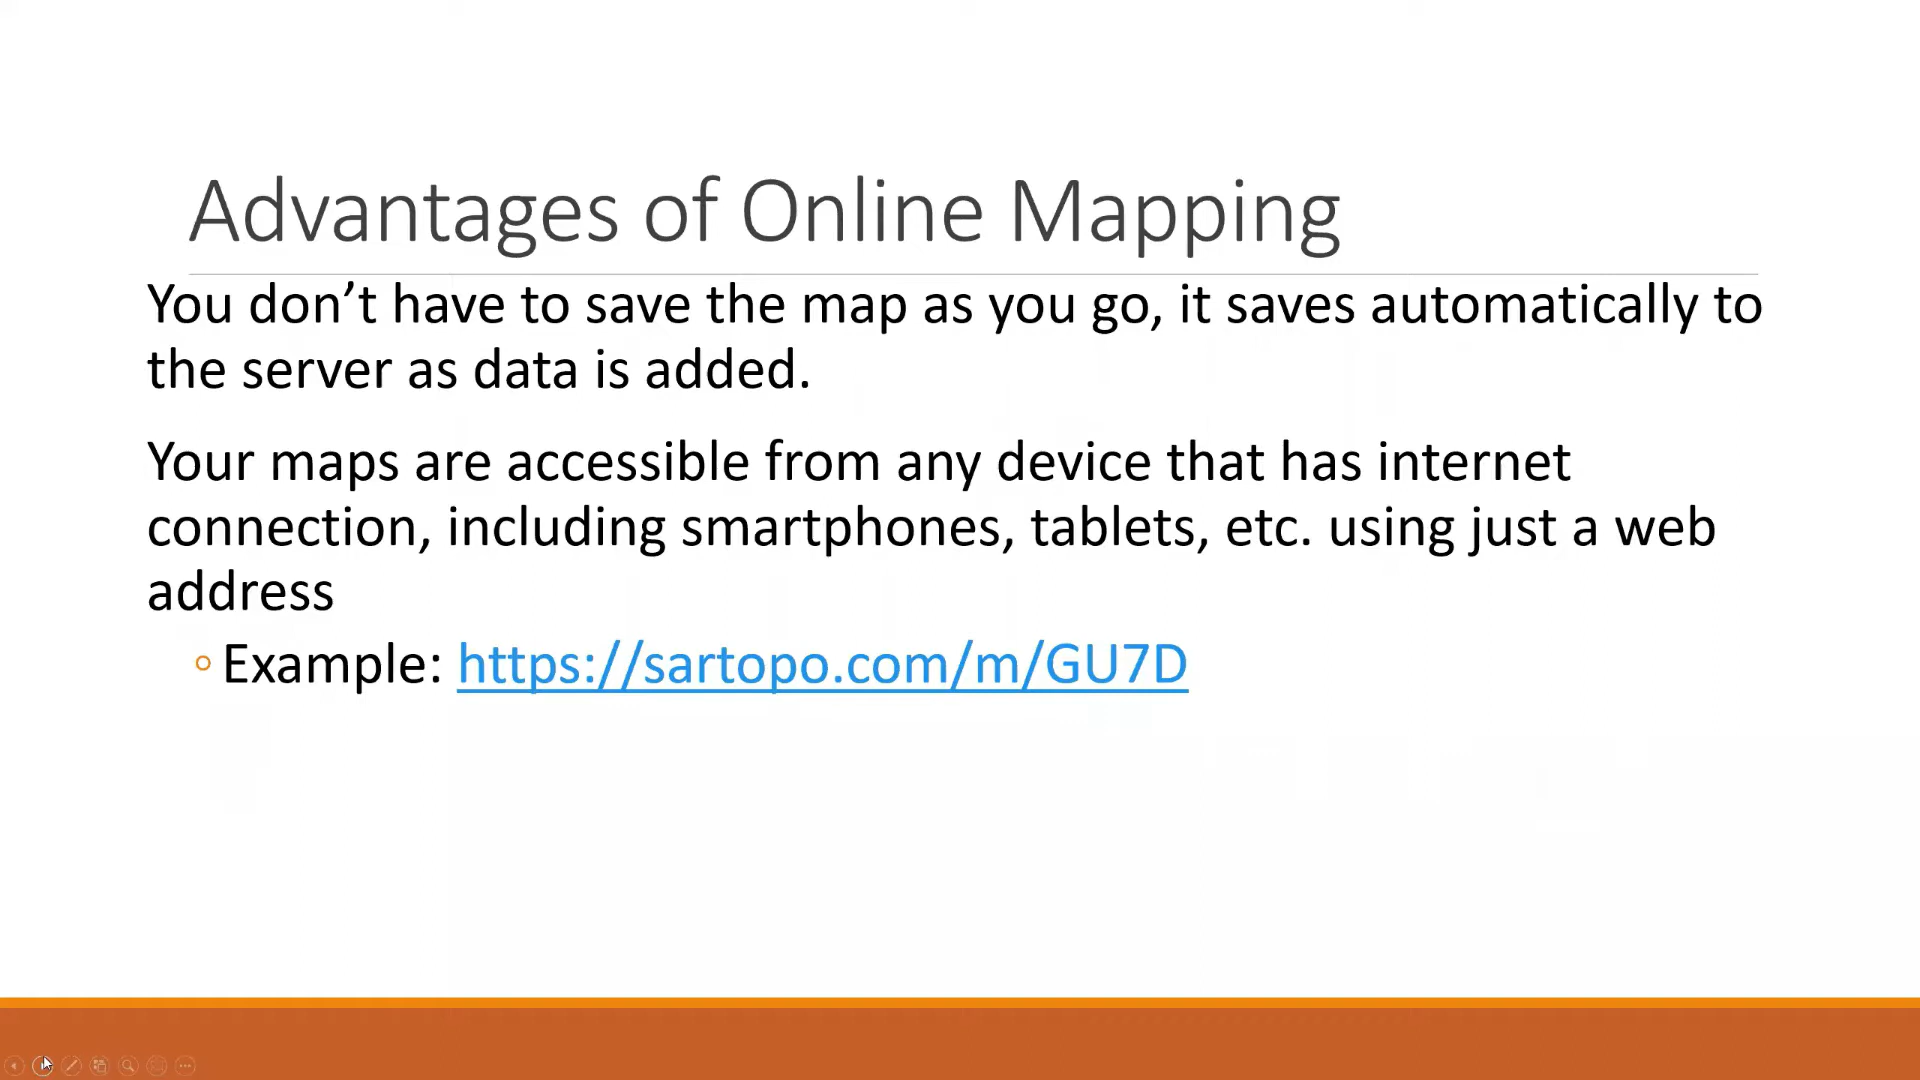 Advantages of Online Mapping
You don’t have to save the map as you go, it saves automatically to
the server as data is added.
Your maps are accessible from any device that has internet
connection, including smartphones, tablets, etc. using just a web
address
◦ Example: https://sartopo.com/m/GU7D